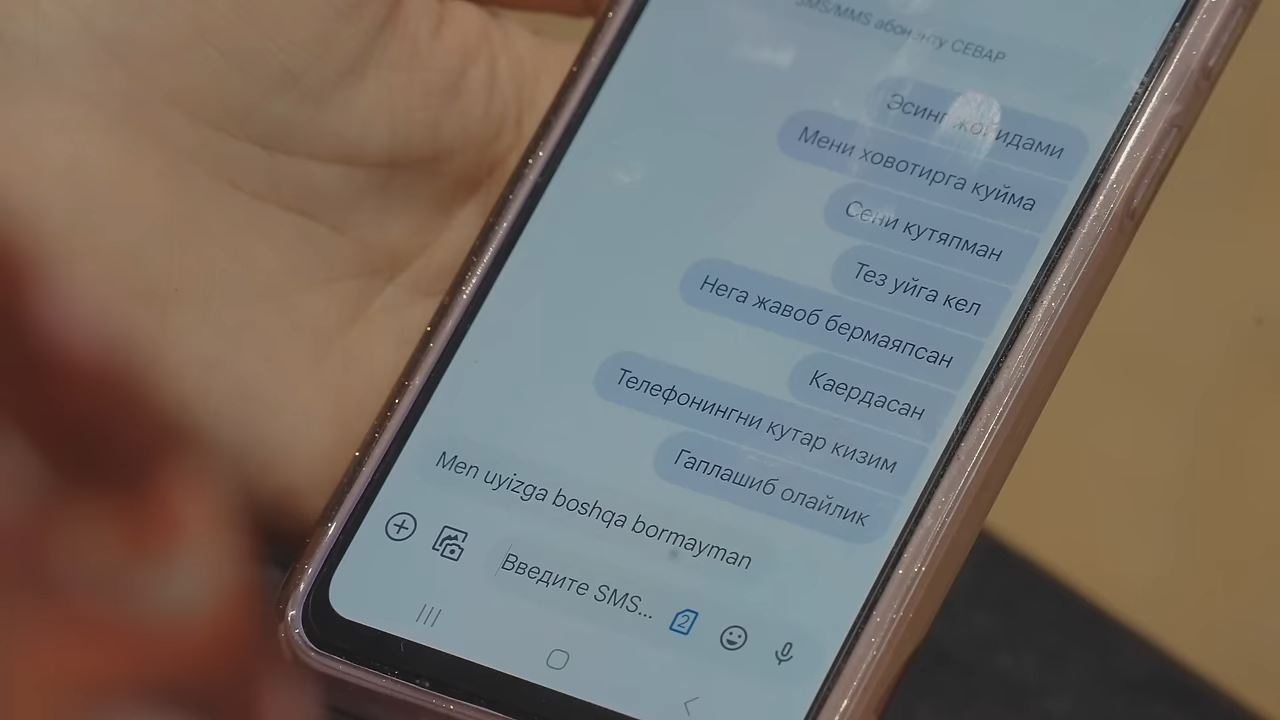 SMS/MMS абоненту СЕВАР
Эсинг жойидами
Мени ховотирга куйма
Сени кутяпман
Тез уйга кел
Нега жавоб бермаяпсан
Каердасан
Телефонингни кутар кизим
Гаплашиб олайлик
Men uyizga boshqa bormayman
Введите SMS...
2